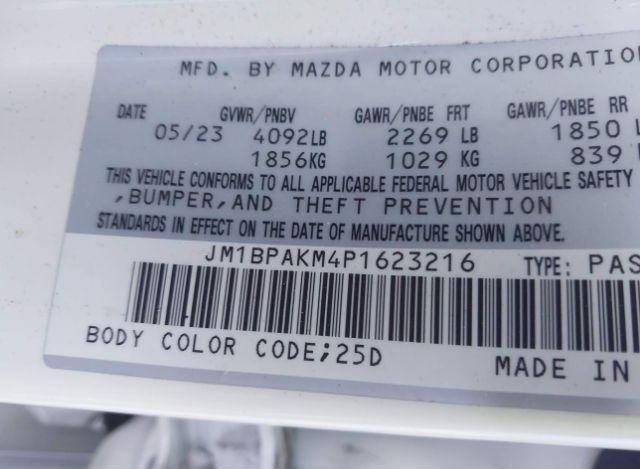 MFD. BY MAZDA MOTOR CORPORATIO
DATE GVWR/PNBV GAWR/PNBE FRT GAWR/PNBE RR
05/23 4092LB 2269 LB 1850 L
1856KG 1029 KG 839
THIS VEHICLE CONFORMS TO ALL APPLICABLE FEDERAL MOTOR VEHICLE SAFETY
,BUMPER,AND THEFT PREVENTION
STANDARDS IN EFFECT ON THE DATE OF MANUFACTURE SHOWN ABOVE.
JM1BPAKM4P1623216 TYPE: PAS
BODY COLOR CODE;25D
MADE IN